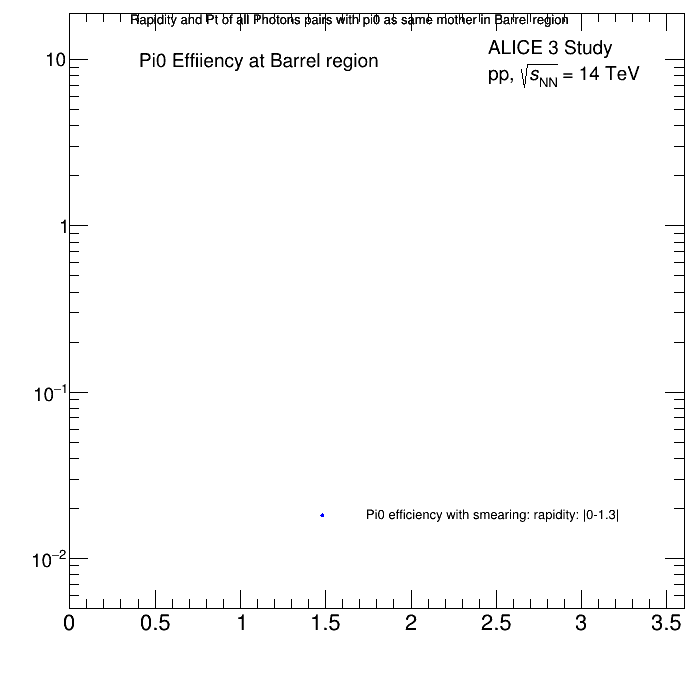 Rapidity and Pt of all Photons pairs with pi0 as same mother in Barrel region
Pi0 Effiiency at Barrel region
ALICE 3 Study
pp, √sNN = 14 TeV
10
1
10−1
Pi0 efficiency with smearing: rapidity: |0-1.3|
10−2
0 0.5 1 1.5 2 2.5 3 3.5